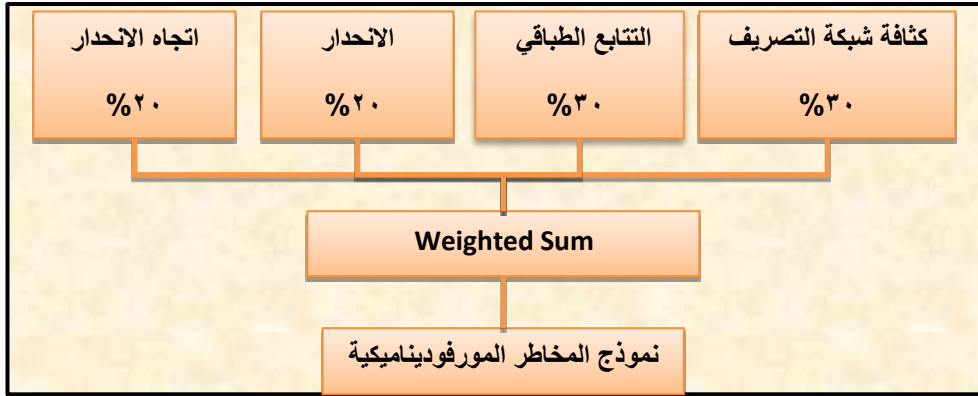 كثافة شبكة التصريف
%٣٠
التتابع الطباقي
%٣٠
الانحدار
%٢٠
اتجاه الانحدار
%٢٠
Weighted Sum
نموذج المخاطر المورفوديناميكية